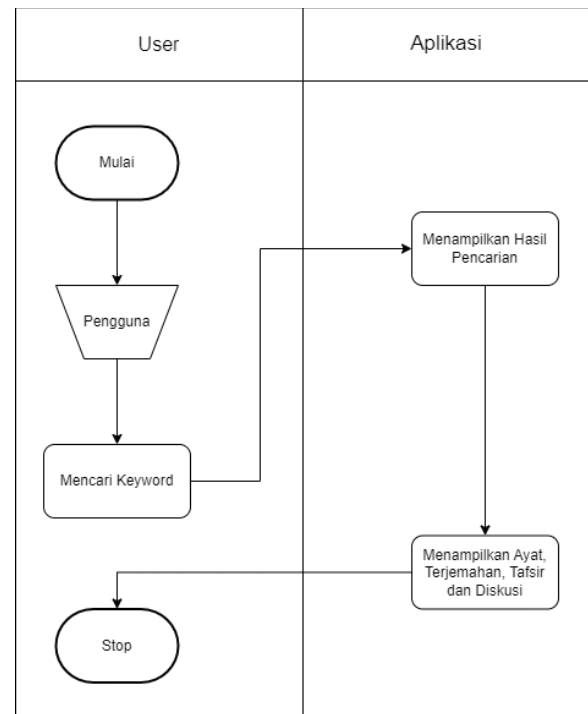 User
Aplikasi
Mulai
Pengguna
Mencari Keyword
Menampilkan Hasil
Pencarian
Menampilkan Ayat,
Terjemahan, Tafsir
dan Diskusi
Stop